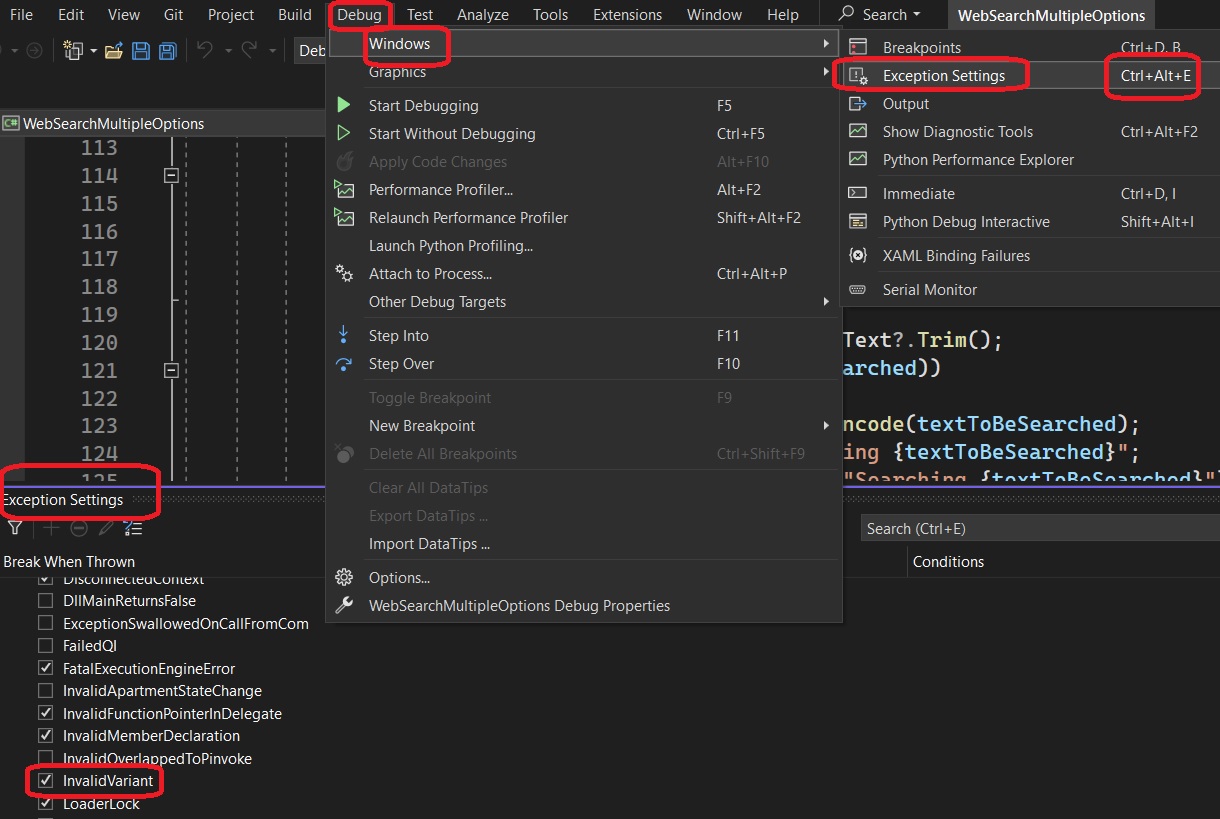 File Edit View Git Project Build Debug Test Analyze Tools Extensions Window Help Search WebSearchMultipleOptions
Deb
Windows
Graphics
Start Debugging F5
Start Without Debugging Ctrl+F5
Apply Code Changes Alt+F10
Performance Profiler... Alt+F2
Relaunch Performance Profiler Shift+Alt+F2
Launch Python Profiling...
Attach to Process... Ctrl+Alt+P
Other Debug Targets
Step Into F11
Step Over F10
Toggle Breakpoint F9
New Breakpoint
Delete All Breakpoints Ctrl+Shift+F9
Clear All DataTips
Export DataTips ...
Import DataTips ...
Options...
WebSearchMultipleOptions Debug Properties
Breakpoints Ctrl+D, B
Exception Settings Ctrl+Alt+E
Output
Show Diagnostic Tools Ctrl+Alt+F2
Python Performance Explorer
Immediate Ctrl+D, I
Python Debug Interactive Shift+Alt+I
XAML Binding Failures
Serial Monitor
C# WebSearchMultipleOptions
113
114
115
116
117
118
119
120
121
122
123
124
125
Text?.Trim();
arched))
ncode(textToBeSearched);
ing {textToBeSearched}";
"Searching {textToBeSearched}"
Exception Settings
Search (Ctrl+E)
Break When Thrown Conditions
DisconnectedContext
DllMainReturnsFalse
ExceptionSwallowedOnCallFromCom
FailedQI
FatalExecutionEngineError
InvalidApartmentStateChange
InvalidFunctionPointerInDelegate
InvalidMemberDeclaration
InvalidOverlappedToPinvoke
InvalidVariant
LoaderLock